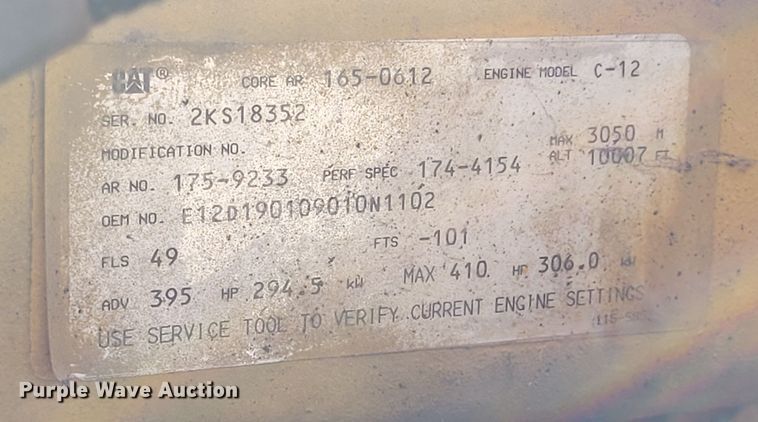 CAT® CORE AR 165-0612 ENGINE MODEL C-12
SER. NO. 2KS18352
MODIFICATION NO. MAX 3050 M
AR NO. 175-9233 PERF SPEC 174-4154 ALT 10007 FT
OEM NO. E12D190109010N1102
FLS 49 FTS -101
ADV 395 HP 294.5 kW MAX 410 HP 306.0 kW
USE SERVICE TOOL TO VERIFY CURRENT ENGINE SETTINGS
Purple Wave Auction